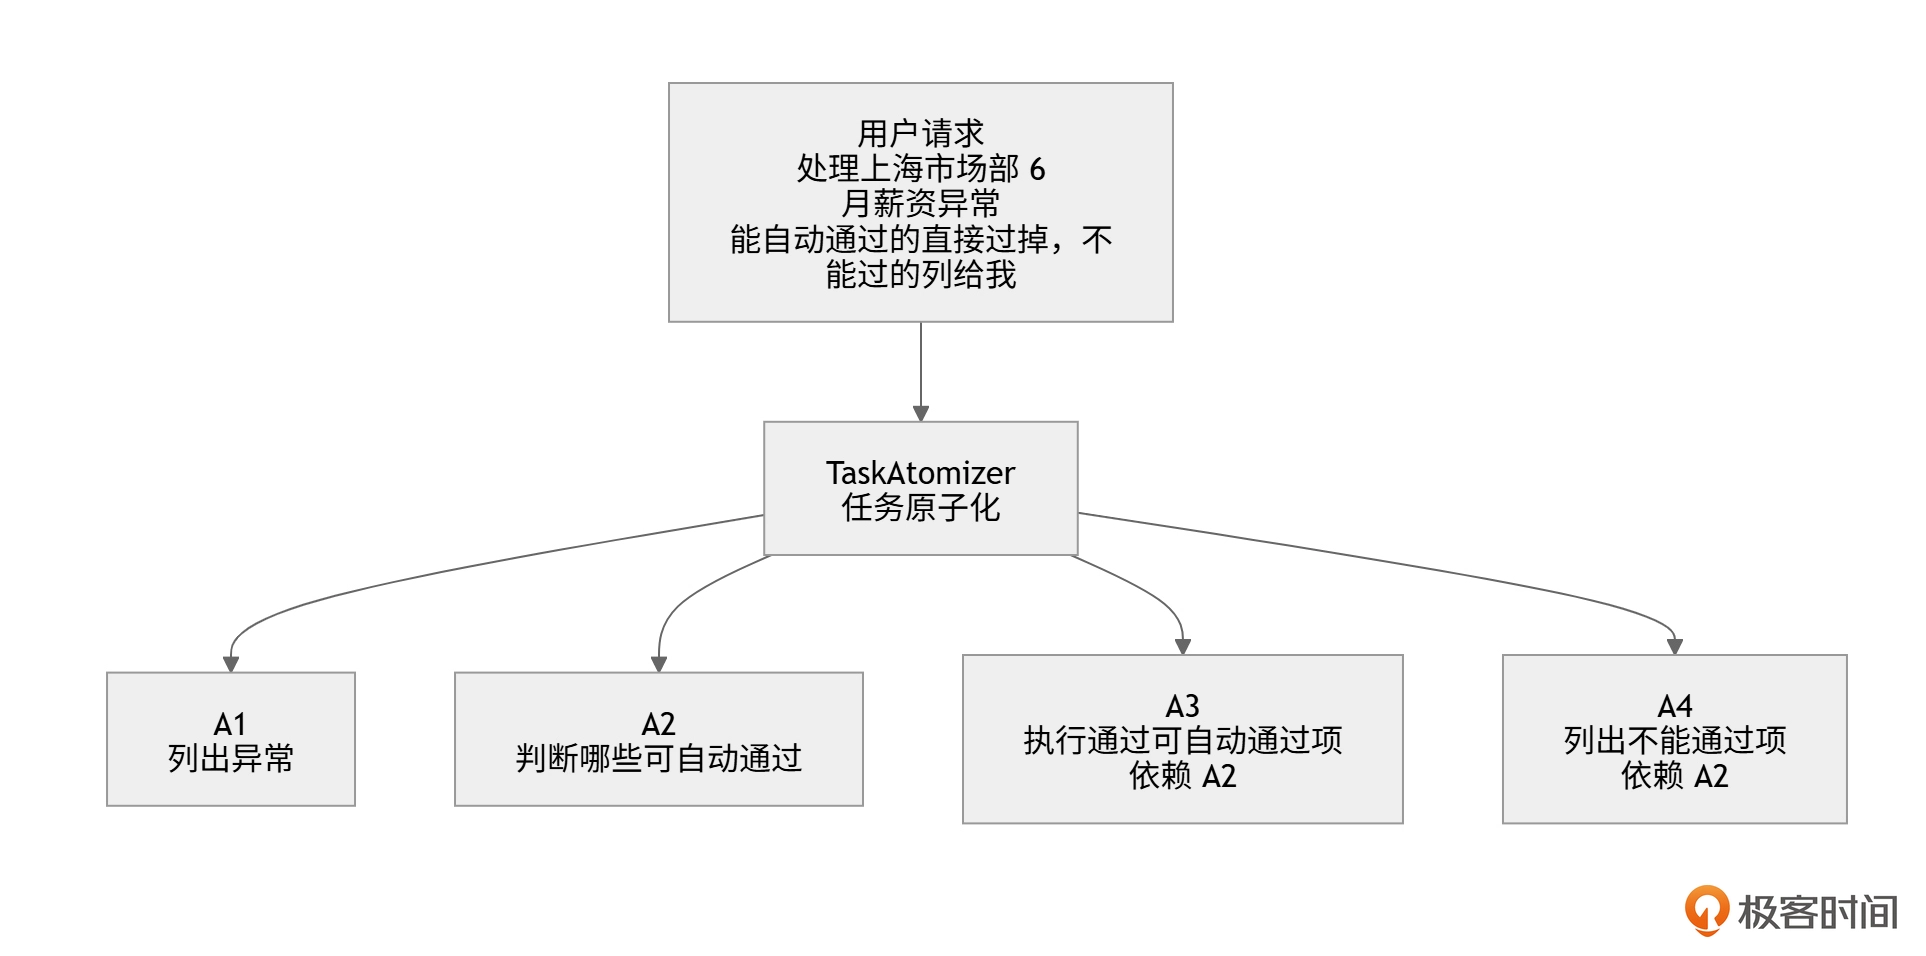 用户请求
处理上海市场部 6
月薪资异常
能自动通过的直接过掉，不
能过的列给我
TaskAtomizer
任务原子化
A1
列出异常
A2
判断哪些可自动通过
A3
执行通过可自动通过项
依赖 A2
A4
列出不能通过项
依赖 A2
极客时间